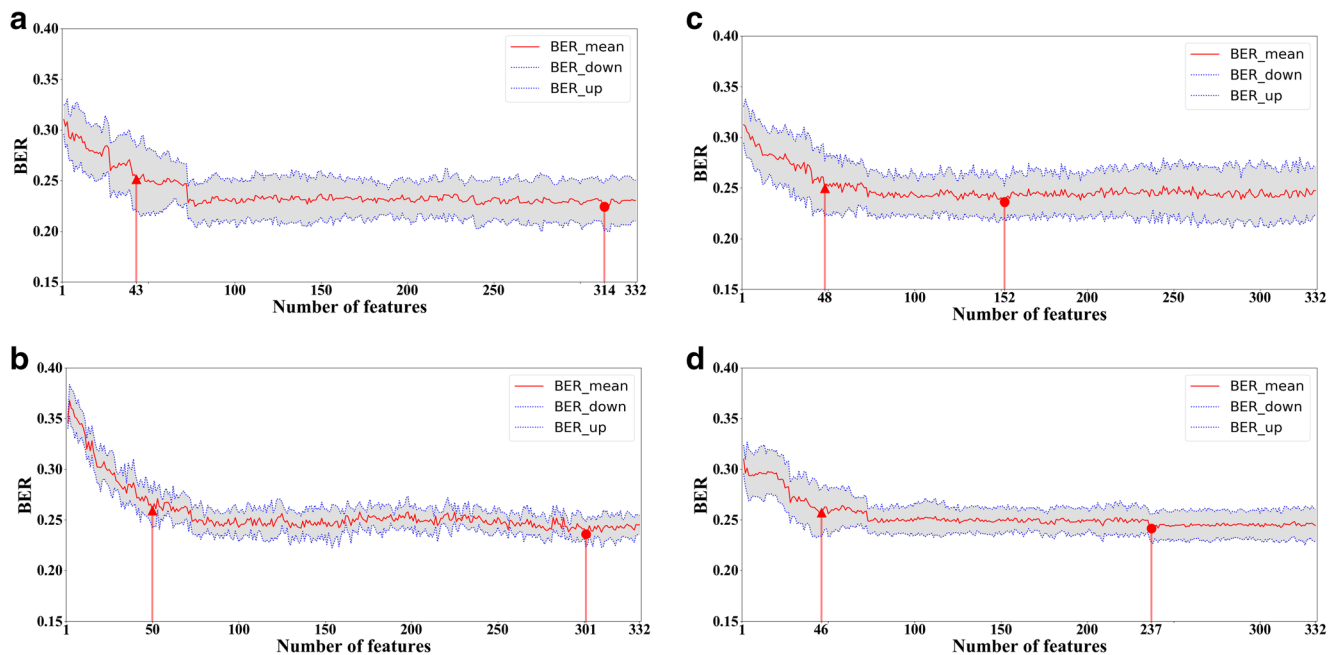 a
0.40
0.35
0.30
0.25
0.20
0.15
BER
BER_mean
BER_down
BER_up
1 43 100 150 200 250 314 332
Number of features
c
0.40
0.35
0.30
0.25
0.20
0.15
BER
BER_mean
BER_down
BER_up
1 48 100 152 200 250 300 332
Number of features
b
0.40
0.35
0.30
0.25
0.20
0.15
BER
BER_mean
BER_down
BER_up
1 50 100 150 200 250 301 332
Number of features
d
0.40
0.35
0.30
0.25
0.20
0.15
BER
BER_mean
BER_down
BER_up
1 46 100 150 200 237 300 332
Number of features